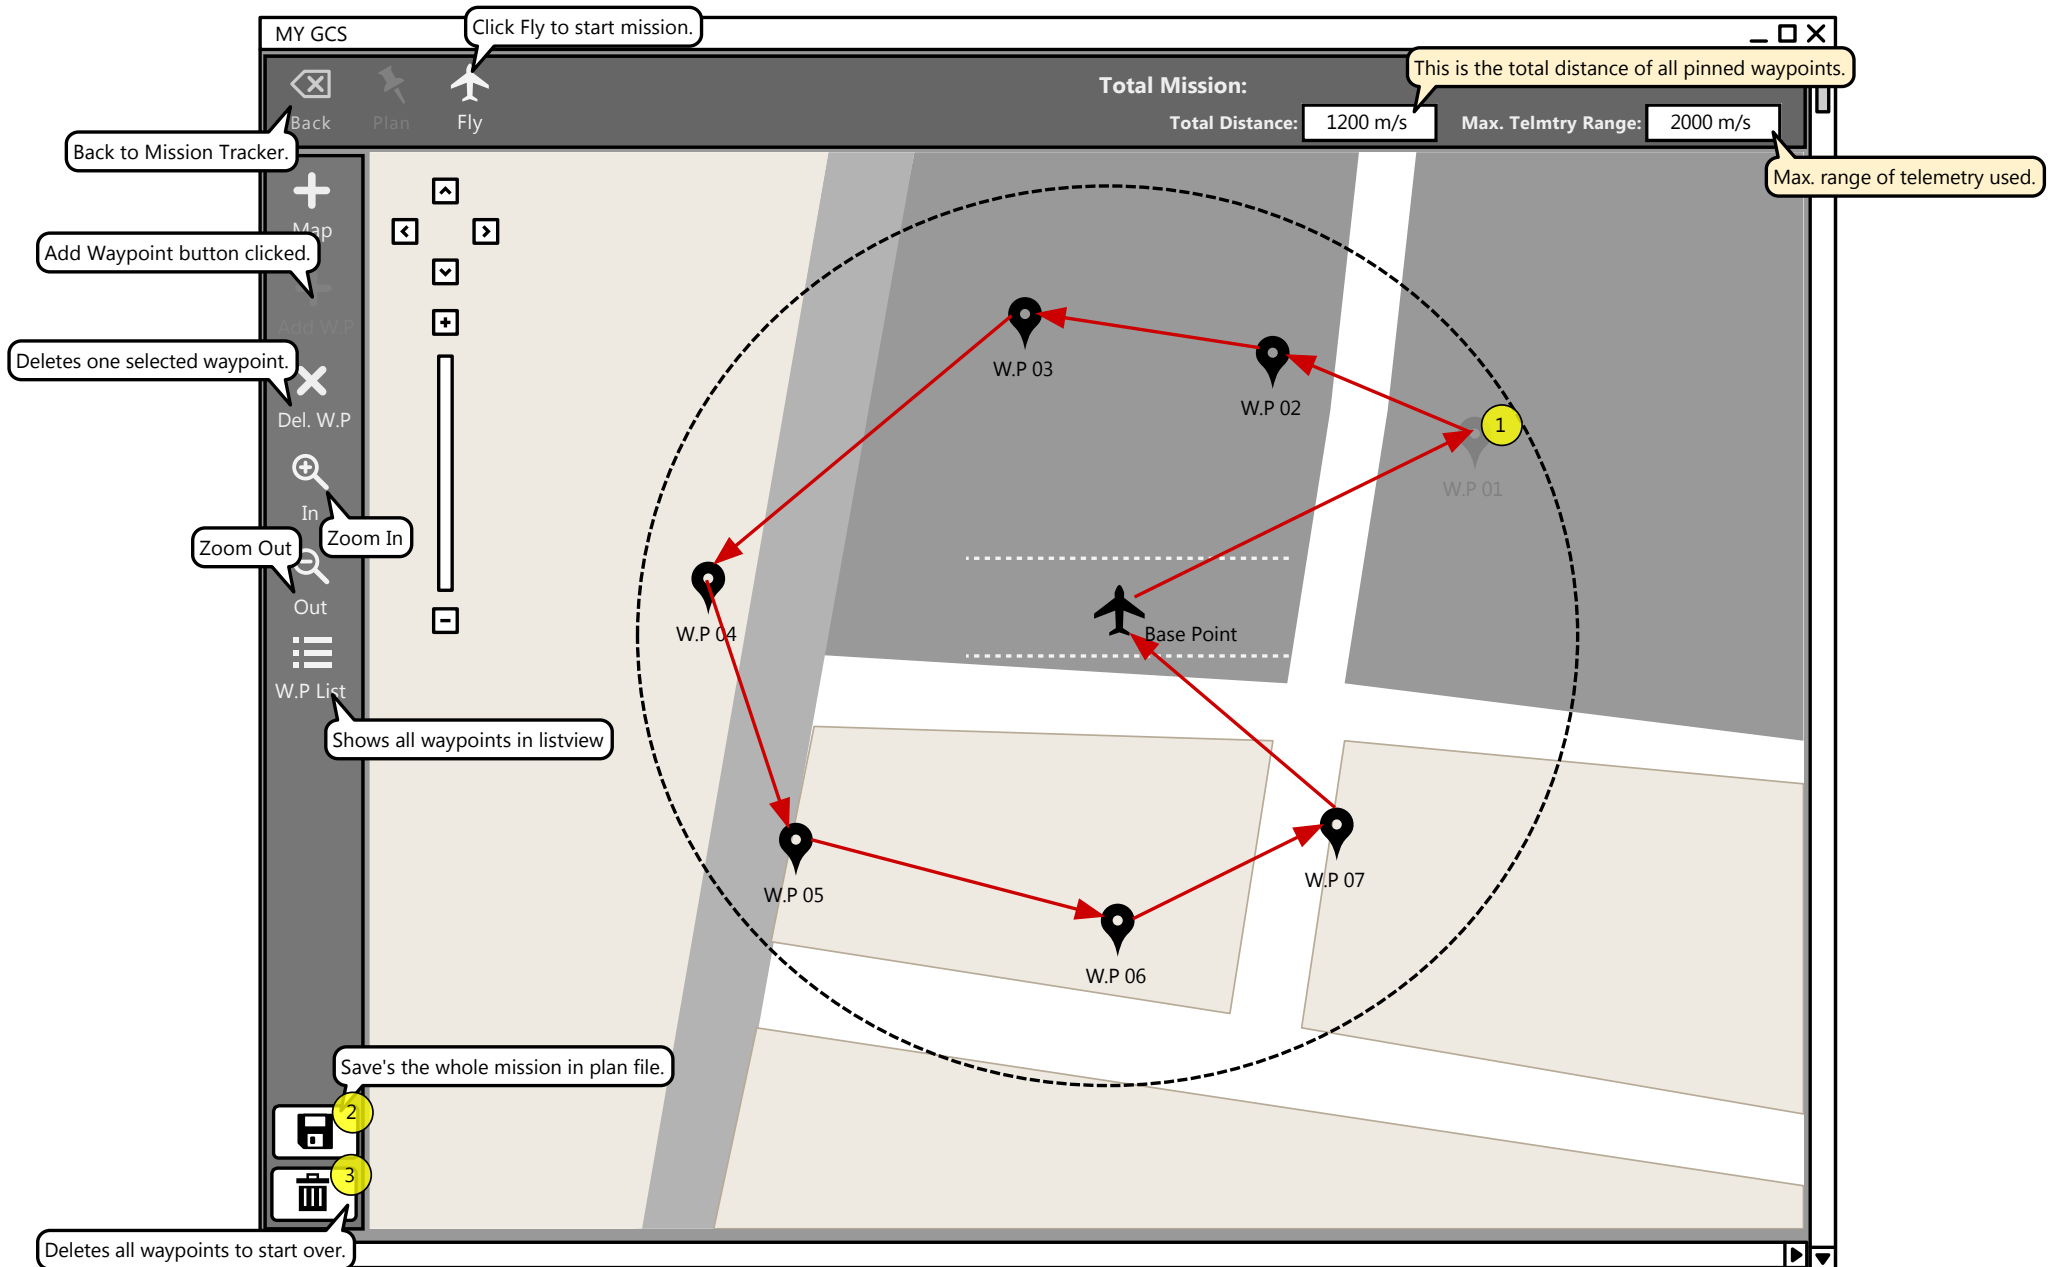 MY GCS
Click Fly to start mission.
This is the total distance of all pinned waypoints.
Back
Plan
Fly
Total Mission:
Total Distance:
1200 m/s
Max. Telmtry Range:
2000 m/s
Back to Mission Tracker.
Max. range of telemetry used.
Map
Add Waypoint button clicked.
Add W.P
Deletes one selected waypoint.
Del. W.P
In
Zoom In
Zoom Out
Out
W.P List
Shows all waypoints in listview
W.P 03
W.P 02
1
W.P 01
W.P 04
Base Point
W.P 05
W.P 07
W.P 06
Save's the whole mission in plan file.
2
3
Deletes all waypoints to start over.